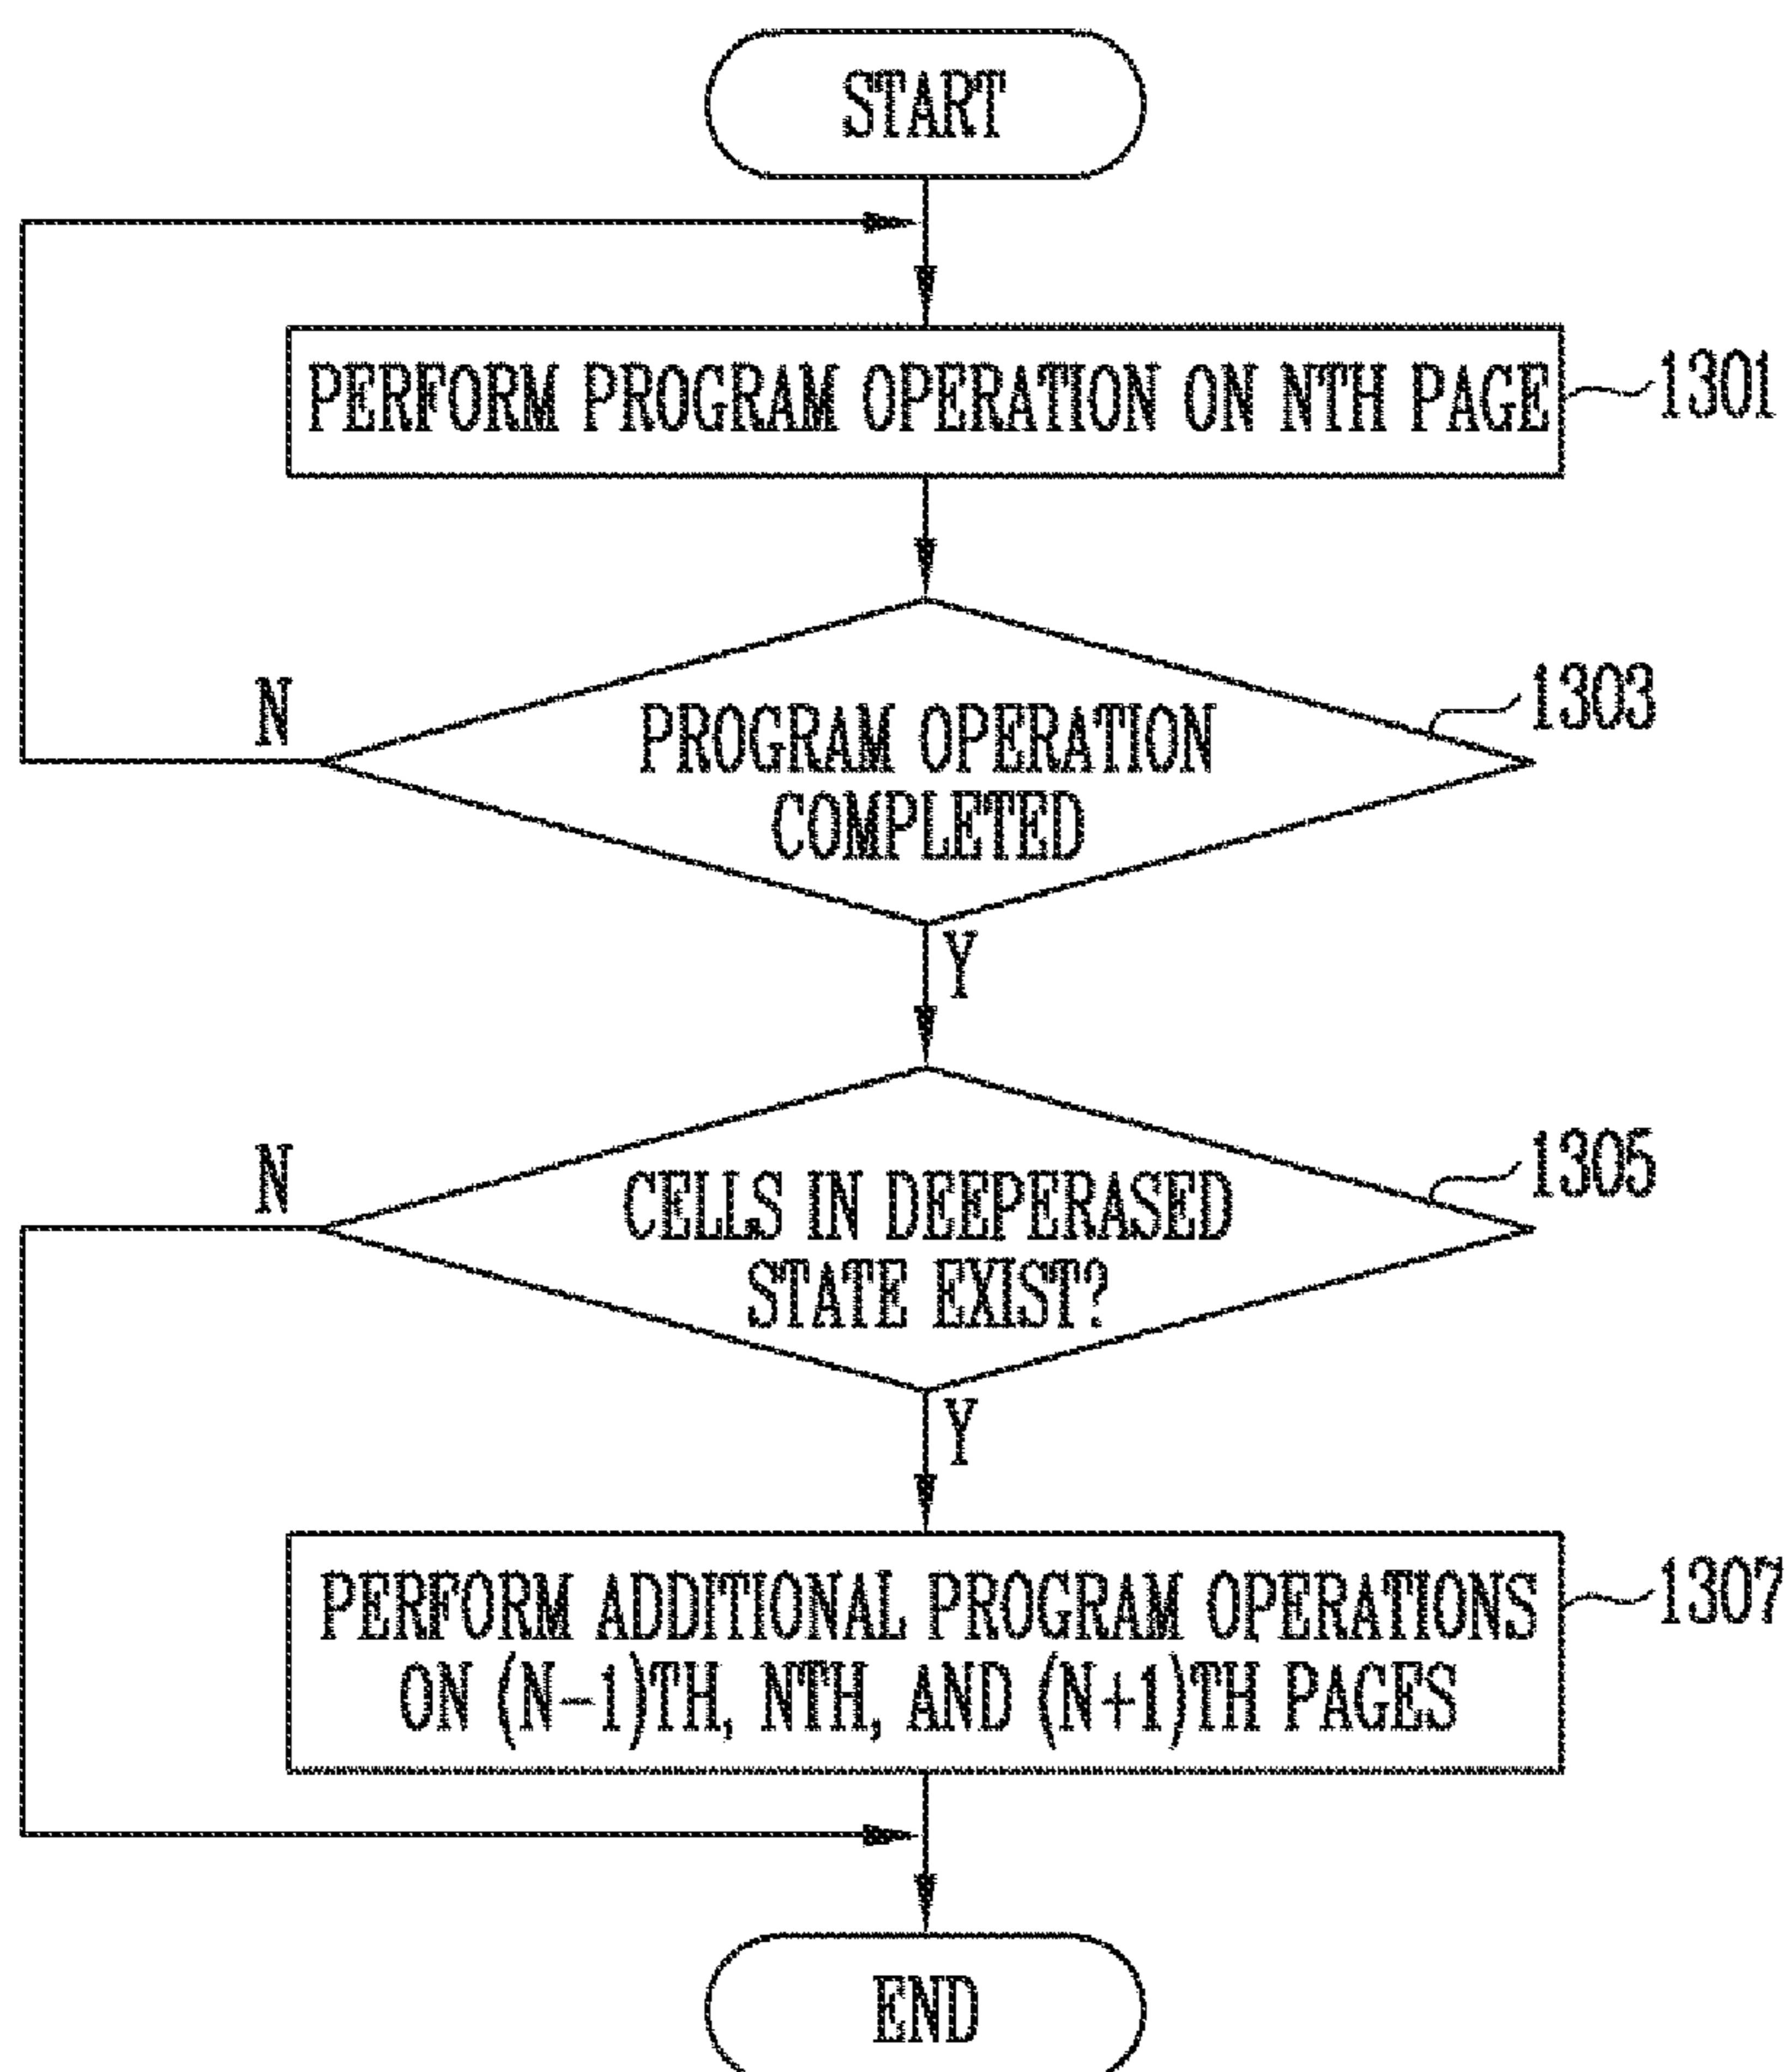 START
PERFORM PROGRAM OPERATION ON NTH PAGE
1301
1303
N
PROGRAM OPERATION
COMPLETED
Y
1305
N
CELLS IN DEEPERASED
STATE EXIST?
Y
PERFORM ADDITIONAL PROGRAM OPERATIONS
ON (N-1)TH, NTH, AND (N+1)TH PAGES
1307
END